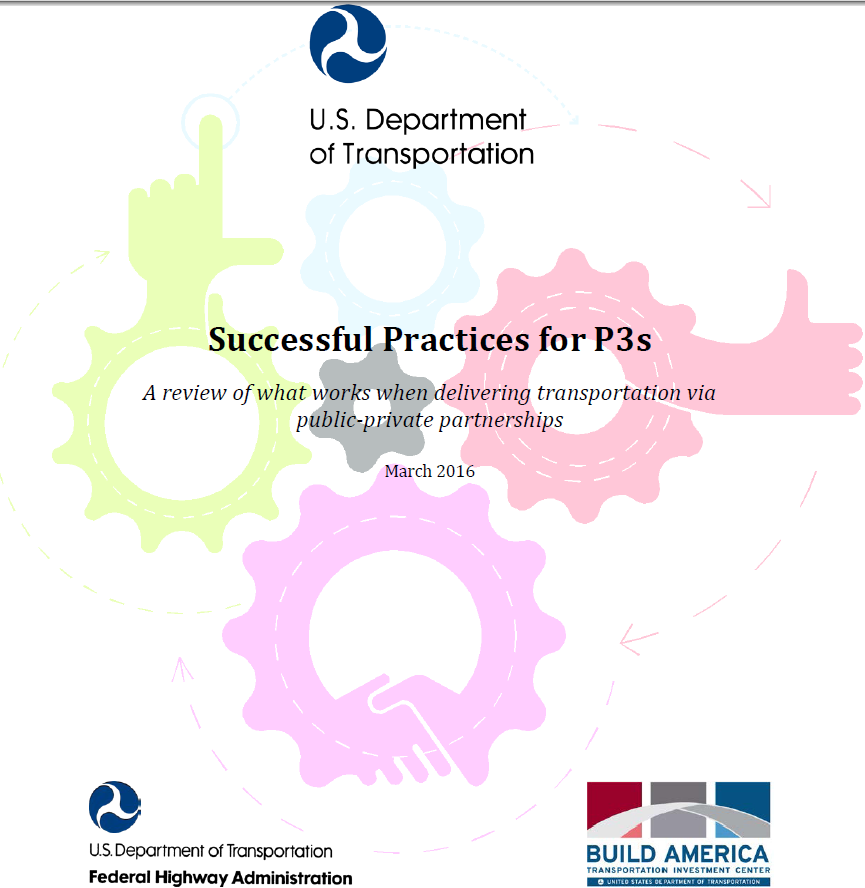 U.S. Department
of Transportation
Successful Practices for P3s
A review of what works when delivering transportation via
public-private partnerships
March 2016
U.S. Department of Transportation
Federal Highway Administration
BUILD AMERICA
TRANSPORTATION INVESTMENT CENTER
UNITED STATES DEPARTMENT OF TRANSPORTATION